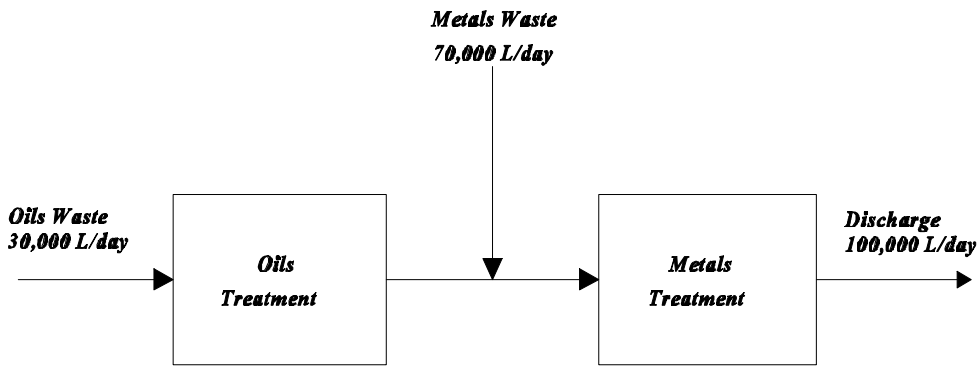 Metals Waste
70,000 L/day
Oils Waste
30,000 L/day
Oils
Treatment
Metals
Treatment
Discharge
100,000 L/day